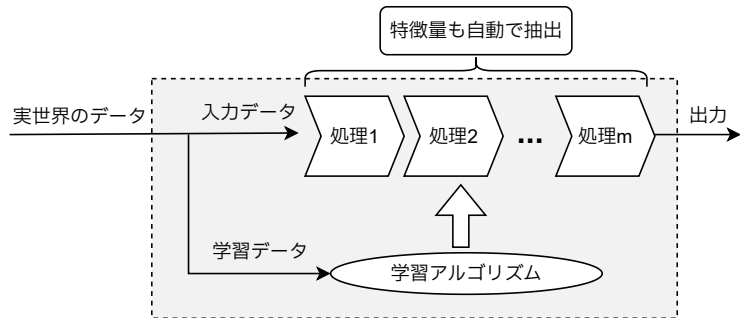 特徴量も自動で抽出
実世界のデータ
入力データ
処理1
処理2
...
処理m
出力
学習データ
学習アルゴリズム